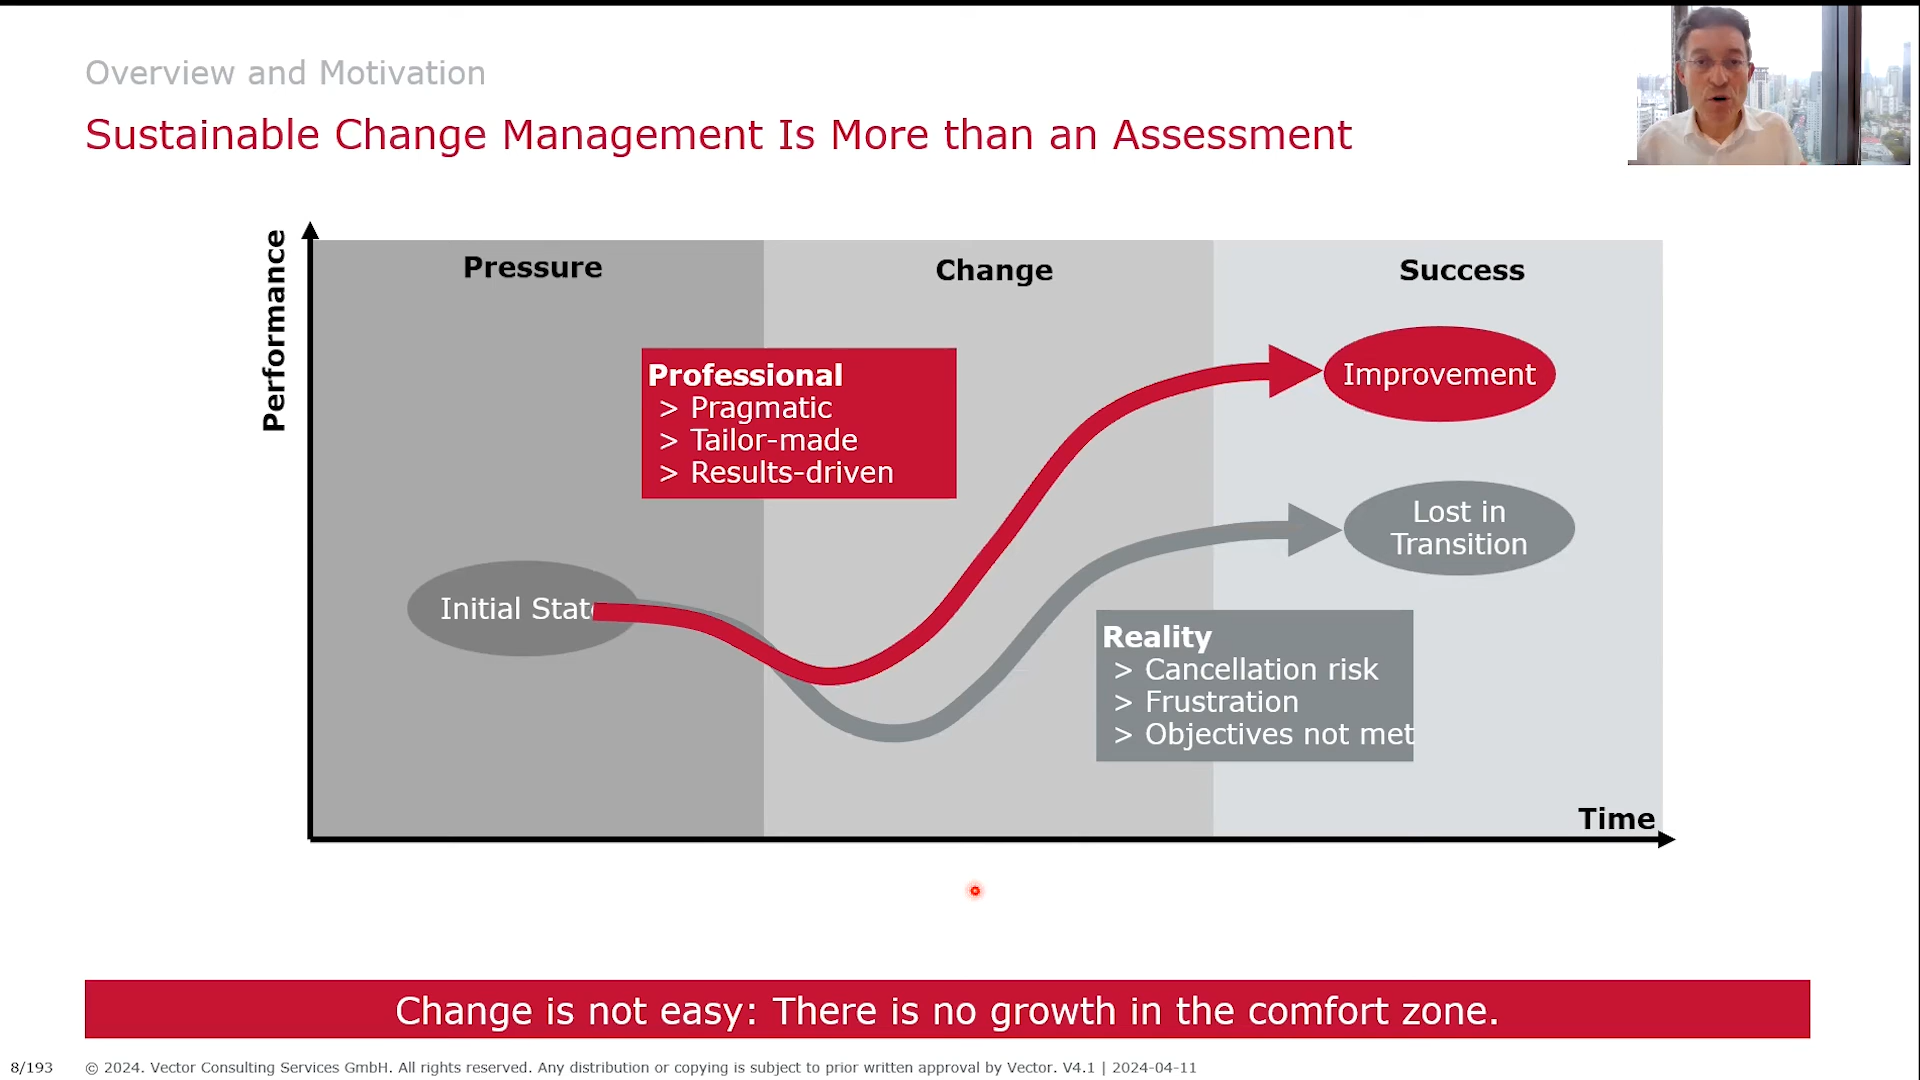 Overview and Motivation
Sustainable Change Management Is More than an Assessment
Performance
Pressure
Change
Success
Professional
> Pragmatic
> Tailor-made
> Results-driven
Improvement
Lost in
Transition
Initial State
Reality
> Cancellation risk
> Frustration
> Objectives not met
Time
Change is not easy: There is no growth in the comfort zone.
8/193 © 2024. Vector Consulting Services GmbH. All rights reserved. Any distribution or copying is subject to prior written approval by Vector. V4.1 | 2024-04-11